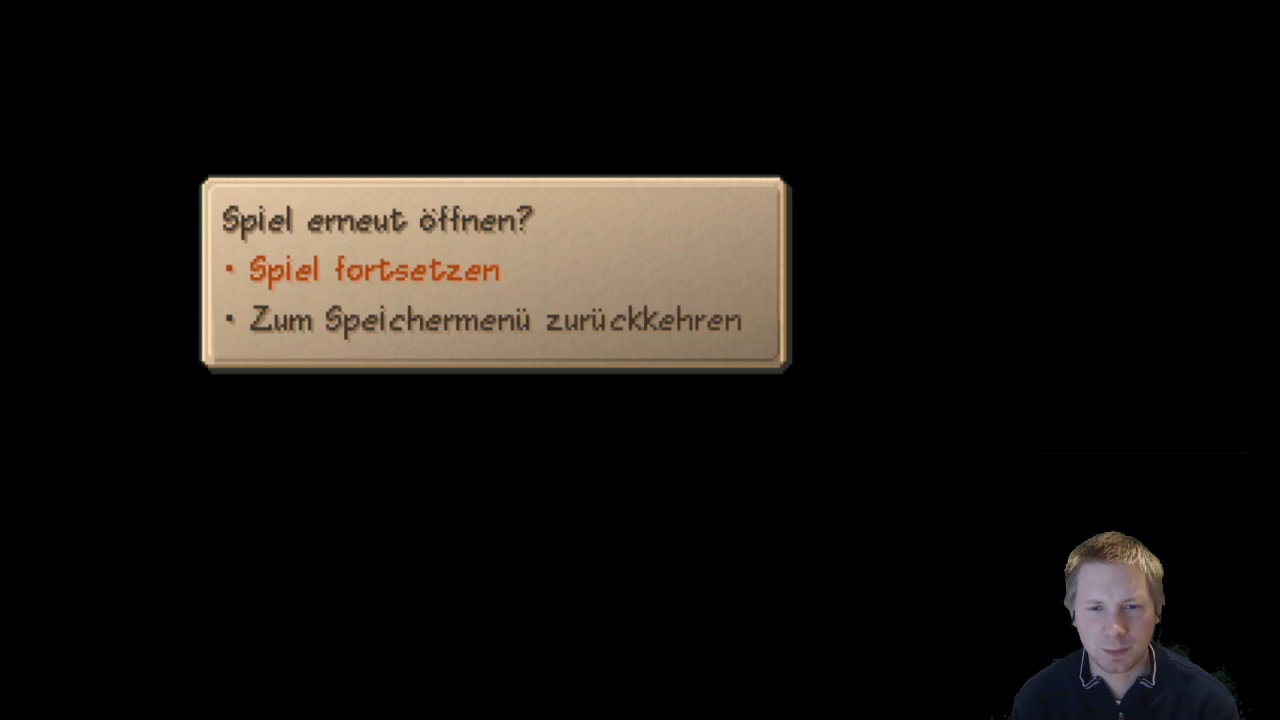 Spiel erneut öffnen?
· Spiel fortsetzen
· Zum Speichermenü zurückkehren